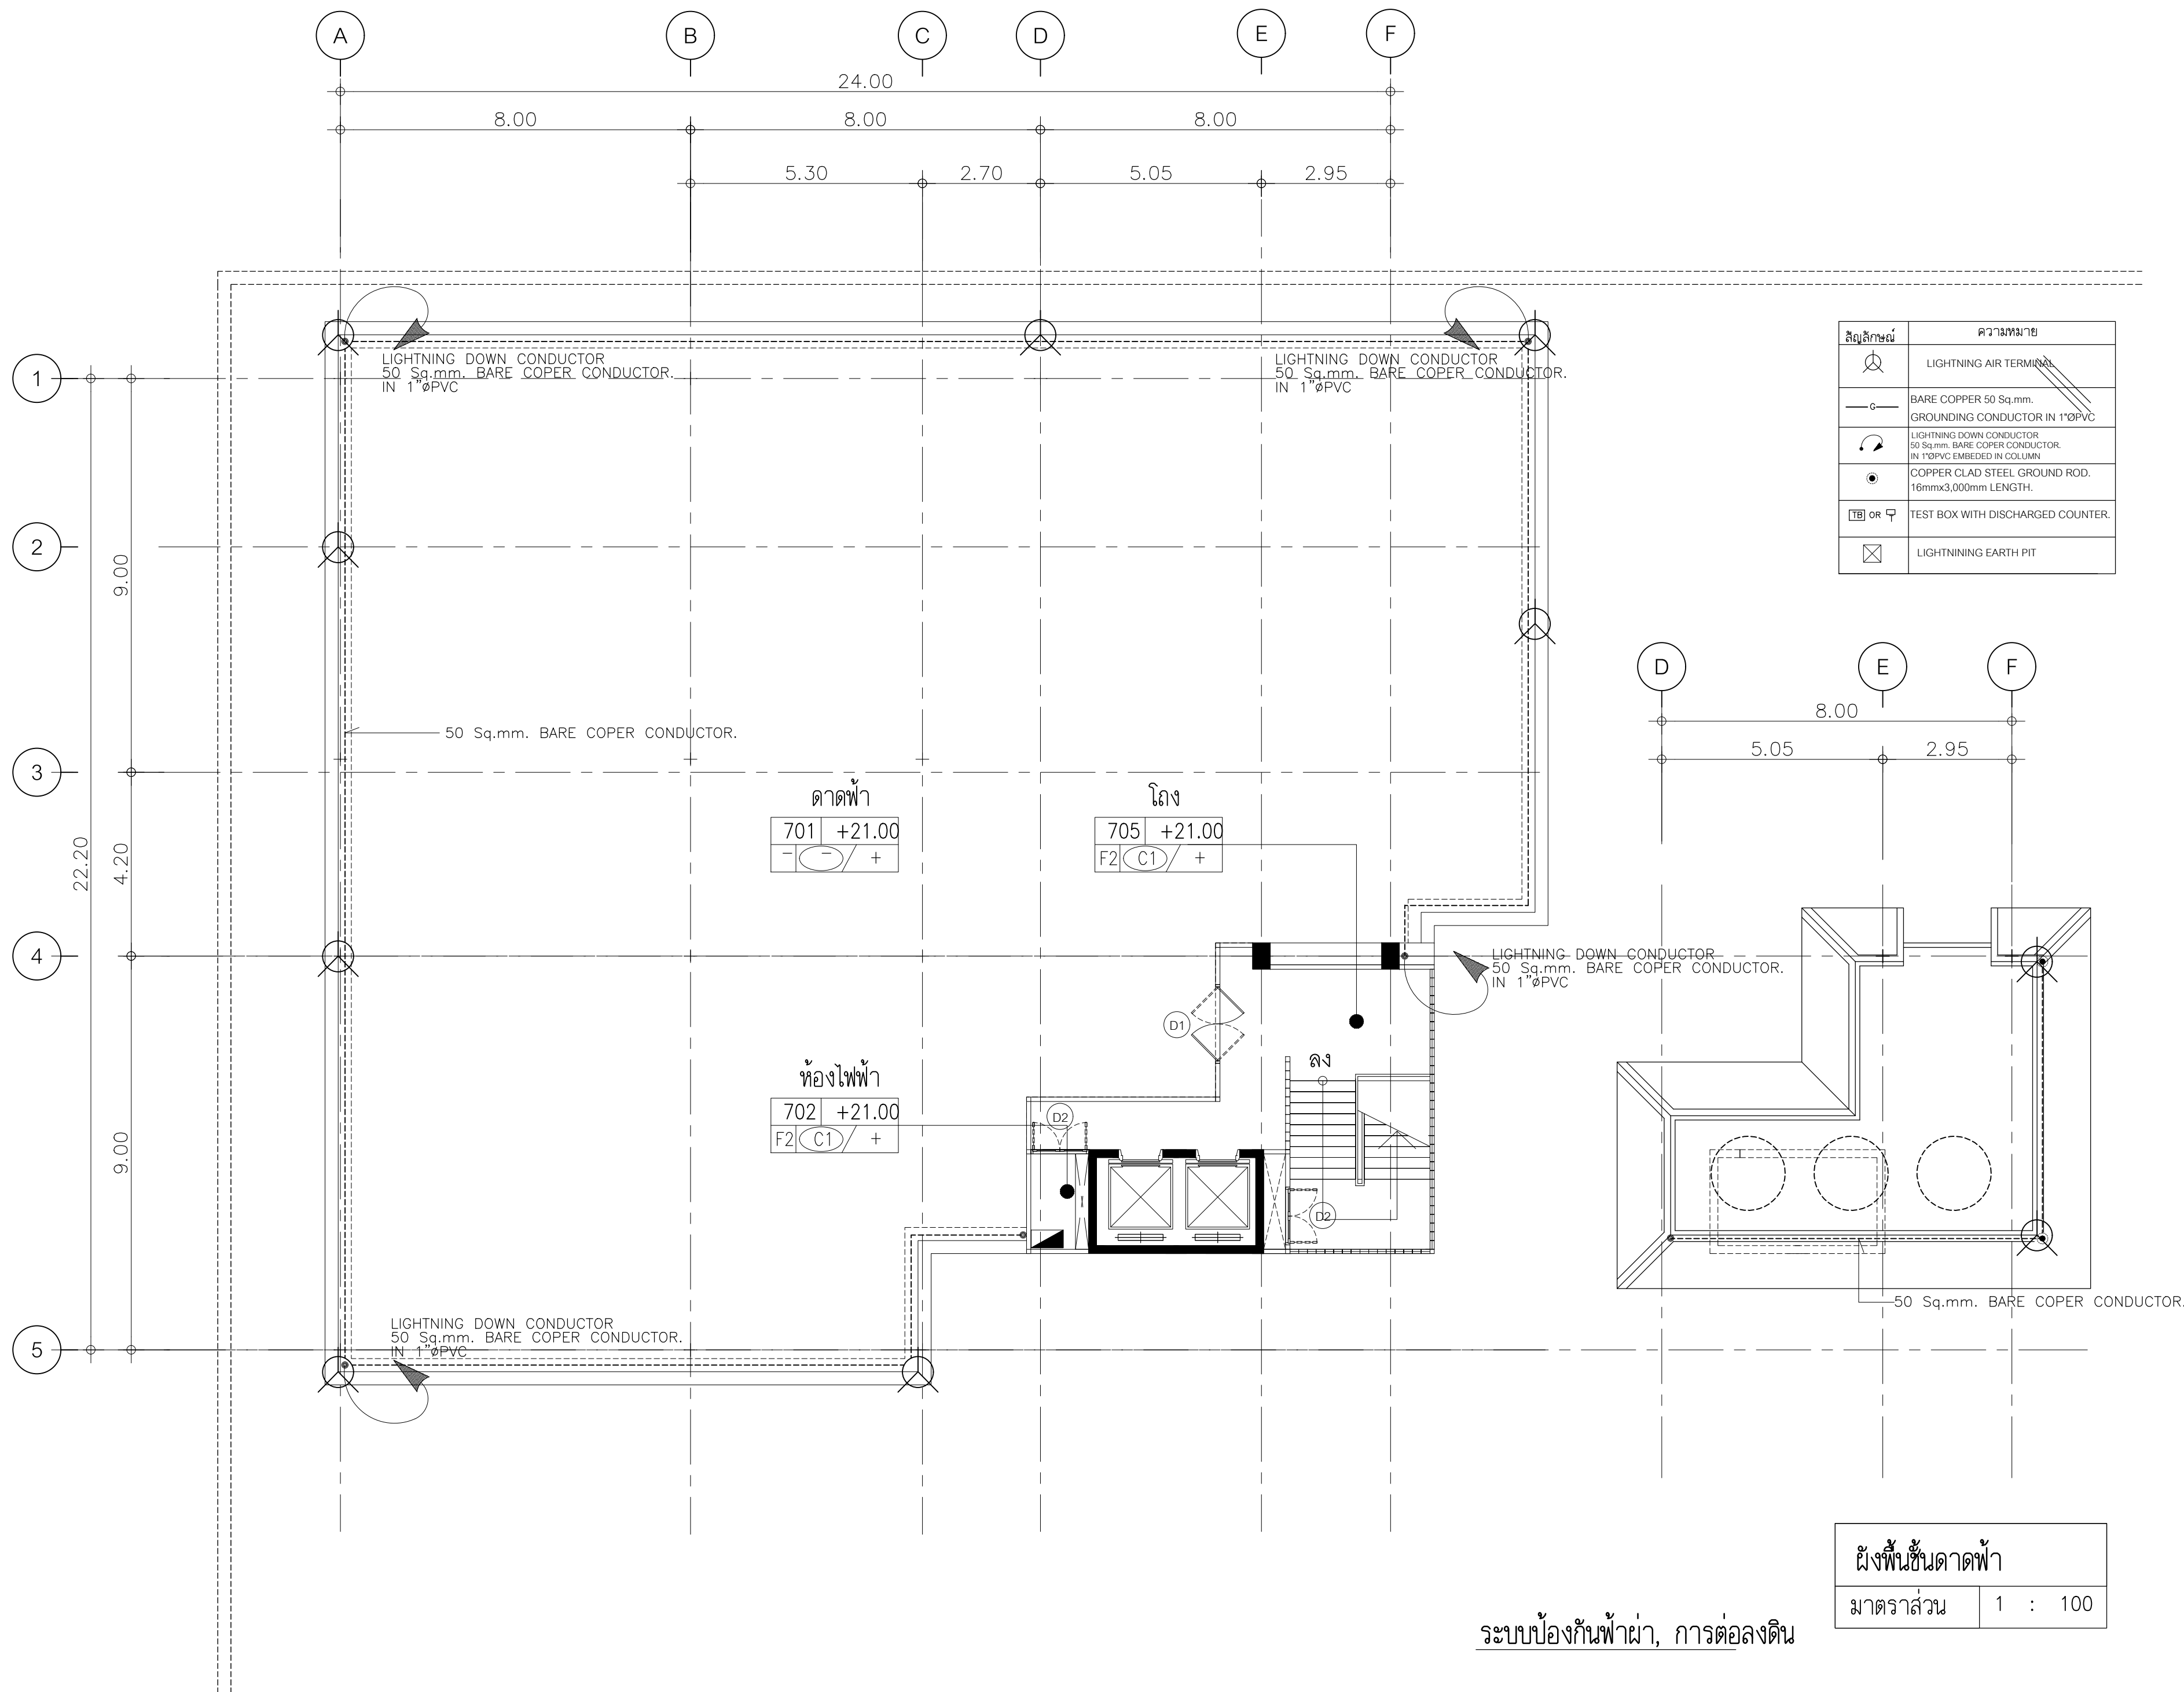 A B C D E F
24.00
8.00 8.00 8.00
5.30 2.70 5.05 2.95
LIGHTNING DOWN CONDUCTOR
50 Sq.mm. BARE COPER CONDUCTOR.
IN 1"øPVC
LIGHTNING DOWN CONDUCTOR
50 Sq.mm. BARE COPER CONDUCTOR.
IN 1"øPVC
สัญลักษณ์ ความหมาย
LIGHTNING AIR TERMINAL
G BARE COPPER 50 Sq.mm.
GROUNDING CONDUCTOR IN 1"ØPVC
LIGHTNING DOWN CONDUCTOR
50 Sq.mm. BARE COPER CONDUCTOR.
IN 1"ØPVC EMBEDED IN COLUMN
COPPER CLAD STEEL GROUND ROD.
16mmx3,000mm LENGTH.
TB OR TEST BOX WITH DISCHARGED COUNTER.
LIGHTNINING EARTH PIT
1
2
3
4
5
9.00
4.20
9.00
22.20
50 Sq.mm. BARE COPER CONDUCTOR.
ดาดฟ้า
701 +21.00
- - / +
โถง
705 +21.00
F2 C1 / +
LIGHTNING DOWN CONDUCTOR
50 Sq.mm. BARE COPER CONDUCTOR.
IN 1"øPVC
D1
ลง
ห้องไฟฟ้า
702 +21.00
F2 C1 / +
D2
D2
LIGHTNING DOWN CONDUCTOR
50 Sq.mm. BARE COPER CONDUCTOR.
IN 1"øPVC
D E F
8.00
5.05 2.95
50 Sq.mm. BARE COPER CONDUCTOR.
ผังพื้นชั้นดาดฟ้า
มาตราส่วน 1 : 100
ระบบป้องกันฟ้าผ่า, การต่อลงดิน